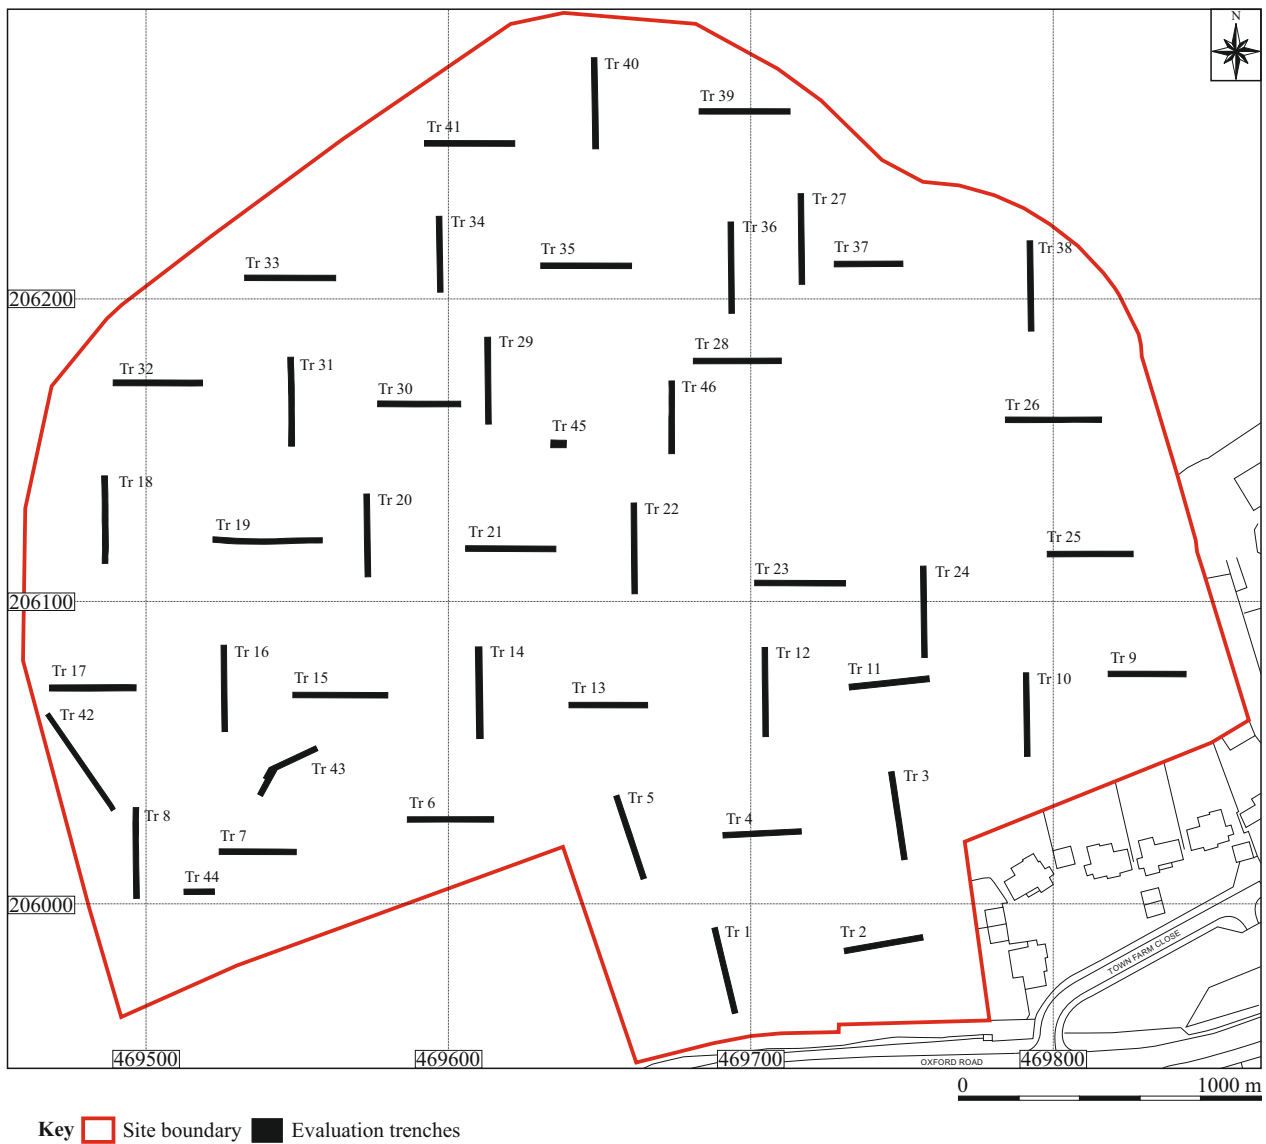 N
Tr 40
Tr 39
Tr 41
Tr 27
Tr 34
Tr 36
Tr 35
Tr 37
Tr 38
Tr 33
206200
Tr 29
Tr 28
Tr 31
Tr 32
Tr 30
Tr 46
Tr 26
Tr 45
Tr 18
Tr 20
Tr 22
Tr 19
Tr 21
Tr 25
Tr 23
Tr 24
206100
Tr 16
Tr 14
Tr 12
Tr 9
Tr 17
Tr 15
Tr 11
Tr 10
Tr 13
Tr 42
Tr 43
Tr 3
Tr 5
Tr 6
Tr 8
Tr 4
Tr 7
Tr 44
206000
Tr 1
Tr 2
TOWN FARM CLOSE
469500
469600
469700
469800
OXFORD ROAD
0 1000 m
Key Site boundary Evaluation trenches